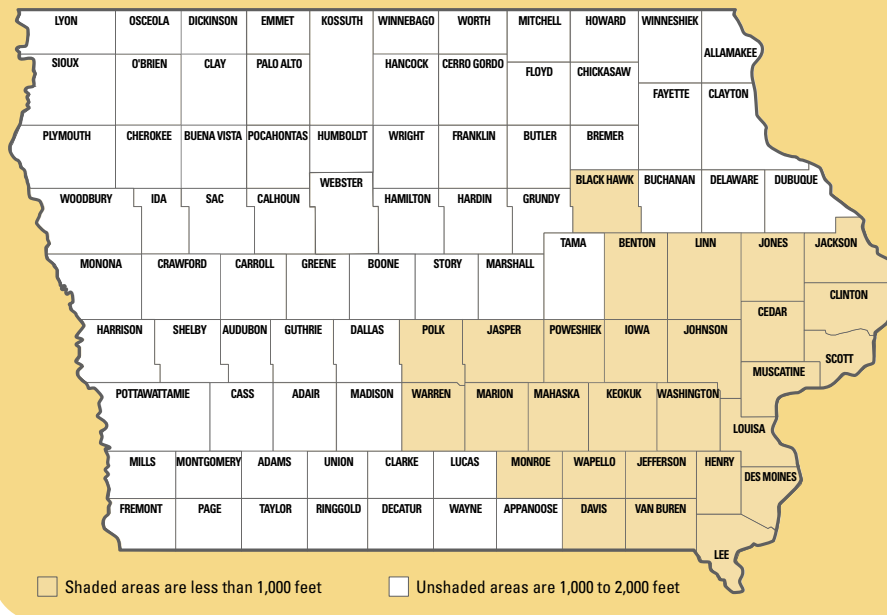 LYON OSCEOLA DICKINSON EMMET KOSSUTH WINNEBAGO WORTH MITCHELL HOWARD WINNESHIEK
ALLAMAKEE
SIOUX O'BRIEN CLAY PALO ALTO HANCOCK CERRO GORDO FLOYD CHICKASAW
FAYETTE CLAYTON
PLYMOUTH CHEROKEE BUENA VISTA POCAHONTAS HUMBOLDT WRIGHT FRANKLIN BUTLER BREMER
WEBSTER BLACK HAWK BUCHANAN DELAWARE DUBUQUE
WOODBURY IDA SAC CALHOUN HAMILTON HARDIN GRUNDY
TAMA BENTON LINN JONES JACKSON
MONONA CRAWFORD CARROLL GREENE BOONE STORY MARSHALL
CLINTON
CEDAR
HARRISON SHELBY AUDUBON GUTHRIE DALLAS POLK JASPER POWESHIEK IOWA JOHNSON
SCOTT
MUSCATINE
POTTAWATTAMIE CASS ADAIR MADISON WARREN MARION MAHASKA KEOKUK WASHINGTON
LOUISA
MILLS MONTGOMERY ADAMS UNION CLARKE LUCAS MONROE WAPELLO JEFFERSON HENRY
DES MOINES
FREMONT PAGE TAYLOR RINGGOLD DECATUR WAYNE APPANOOSE DAVIS VAN BUREN
LEE
Shaded areas are less than 1,000 feet Unshaded areas are 1,000 to 2,000 feet